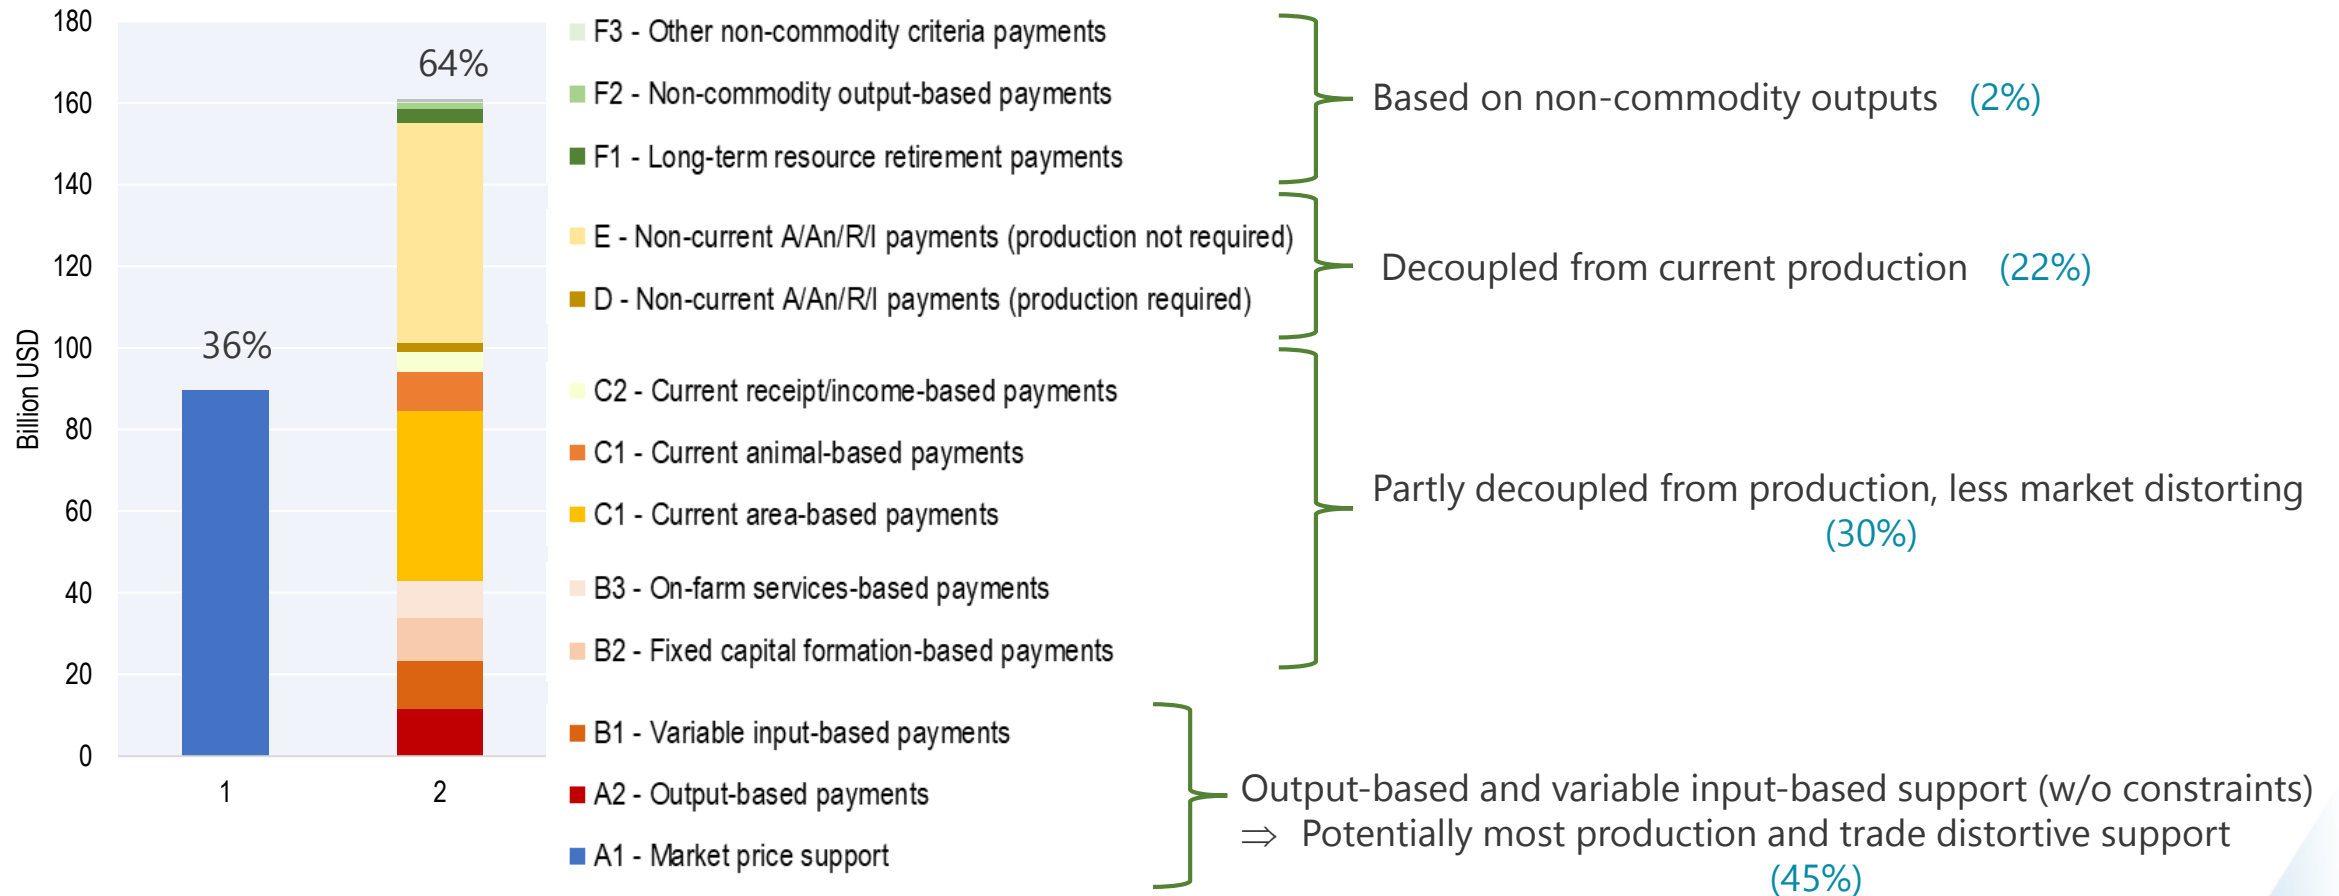 180
160
140
120
100
80
60
40
20
0
Billion USD
36%
64%
1
2
F3 - Other non-commodity criteria payments
F2 - Non-commodity output-based payments
F1 - Long-term resource retirement payments
E - Non-current A/An/R/I payments (production not required)
D - Non-current A/An/R/I payments (production required)
C2 - Current receipt/income-based payments
C1 - Current animal-based payments
C1 - Current area-based payments
B3 - On-farm services-based payments
B2 - Fixed capital formation-based payments
B1 - Variable input-based payments
A2 - Output-based payments
A1 - Market price support
Based on non-commodity outputs (2%)
Decoupled from current production (22%)
Partly decoupled from production, less market distorting
(30%)
Output-based and variable input-based support (w/o constraints)
⇒ Potentially most production and trade distortive support
(45%)